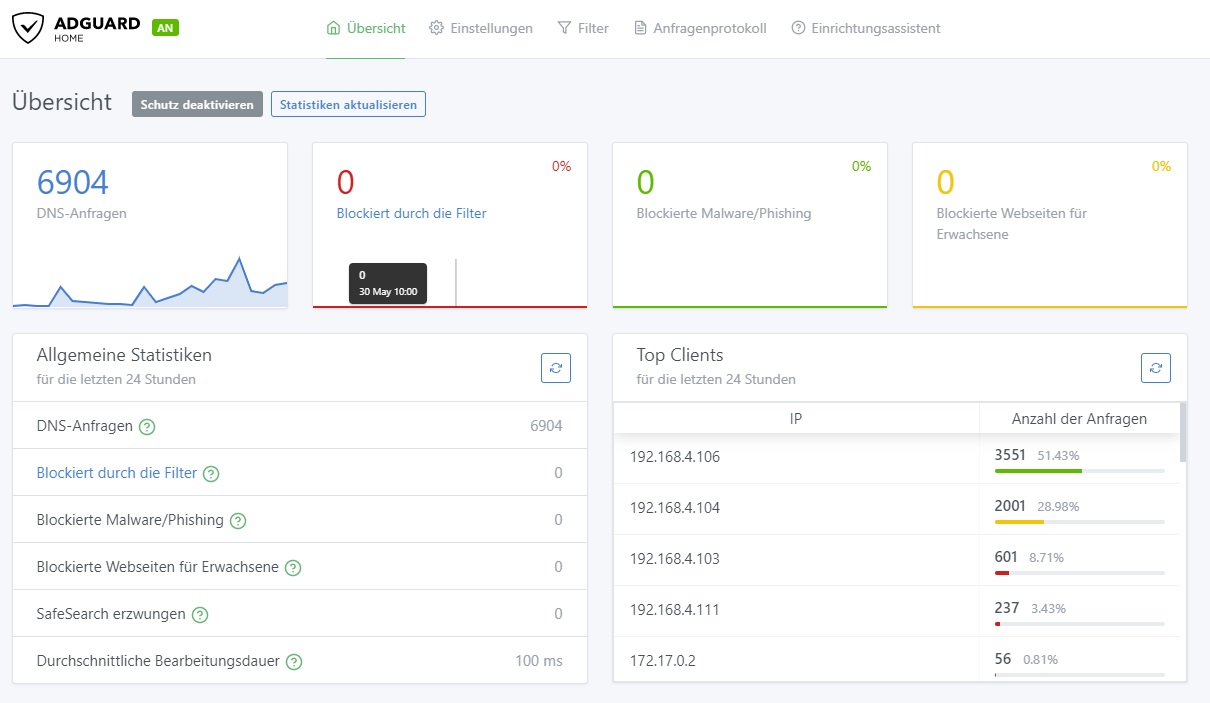 ADGUARD
HOME
AN
Übersicht
Einstellungen
Filter
Anfragenprotokoll
Einrichtungsassistent
Übersicht
Schutz deaktivieren
Statistiken aktualisieren
6904
DNS-Anfragen
0%
0
Blockiert durch die Filter
0
30 May 10:00
0%
0
Blockierte Malware/Phishing
0%
0
Blockierte Webseiten für
Erwachsene
Allgemeine Statistiken
für die letzten 24 Stunden
DNS-Anfragen
6904
Blockiert durch die Filter
0
Blockierte Malware/Phishing
0
Blockierte Webseiten für Erwachsene
0
SafeSearch erzwungen
0
Durchschnittliche Bearbeitungsdauer
100 ms
Top Clients
für die letzten 24 Stunden
IP
Anzahl der Anfragen
192.168.4.106
3551 51.43%
192.168.4.104
2001 28.98%
192.168.4.103
601 8.71%
192.168.4.111
237 3.43%
172.17.0.2
56 0.81%